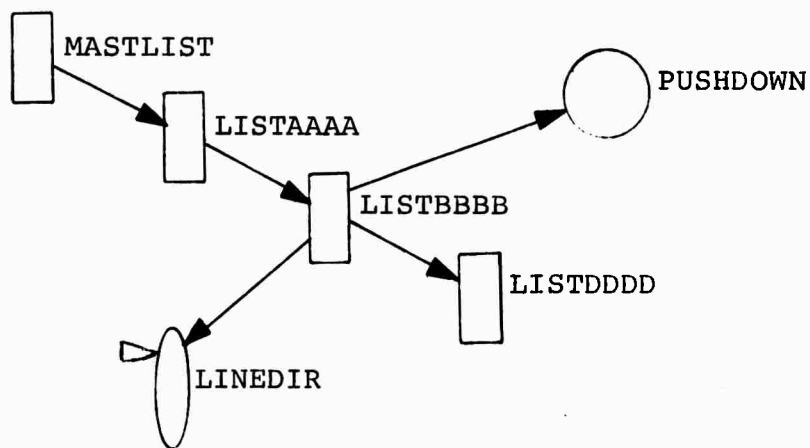 MASTLIST
PUSHDOWN
LISTAAAA
LISTBBBB
LISTDDDD
LINEDIR